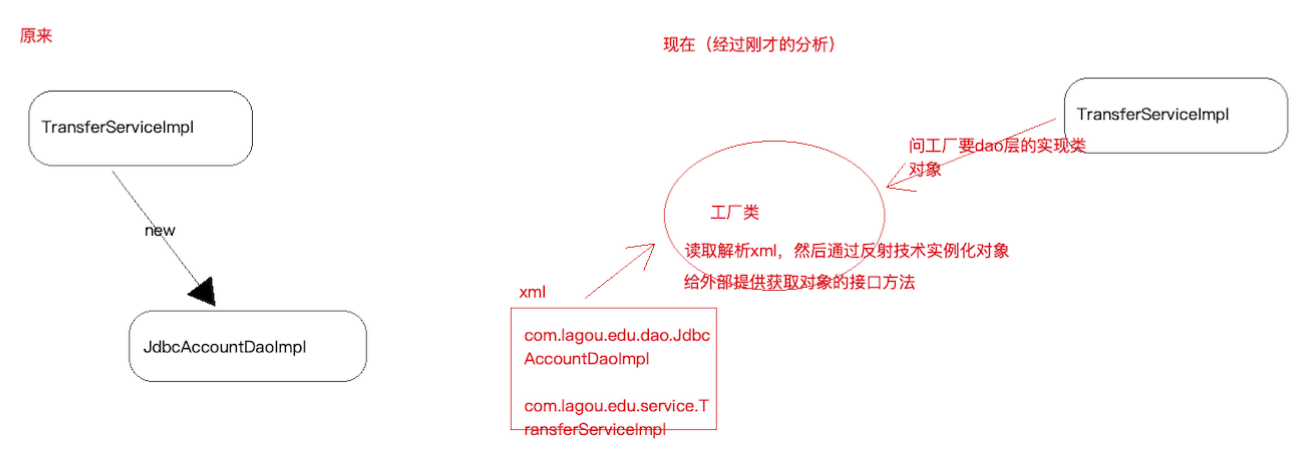 原来
TransferServiceImpl
new
JdbcAccountDaoImpl
现在（经过刚才的分析）
TransferServiceImpl
问工厂要dao层的实现类
对象
工厂类
读取解析xml，然后通过反射技术实例化对象
给外部提供获取对象的接口方法
xml
com.lagou.edu.dao.Jdbc
AccountDaoImpl
com.lagou.edu.service.T
ransferServiceImpl